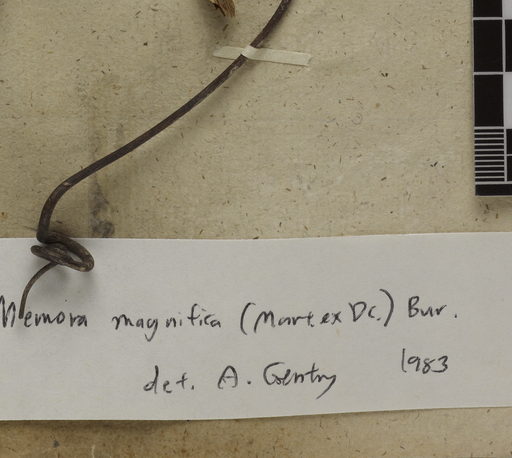 Memora magnifica (Mart. ex Dc.) Bur.
det. A. Gentry 1983